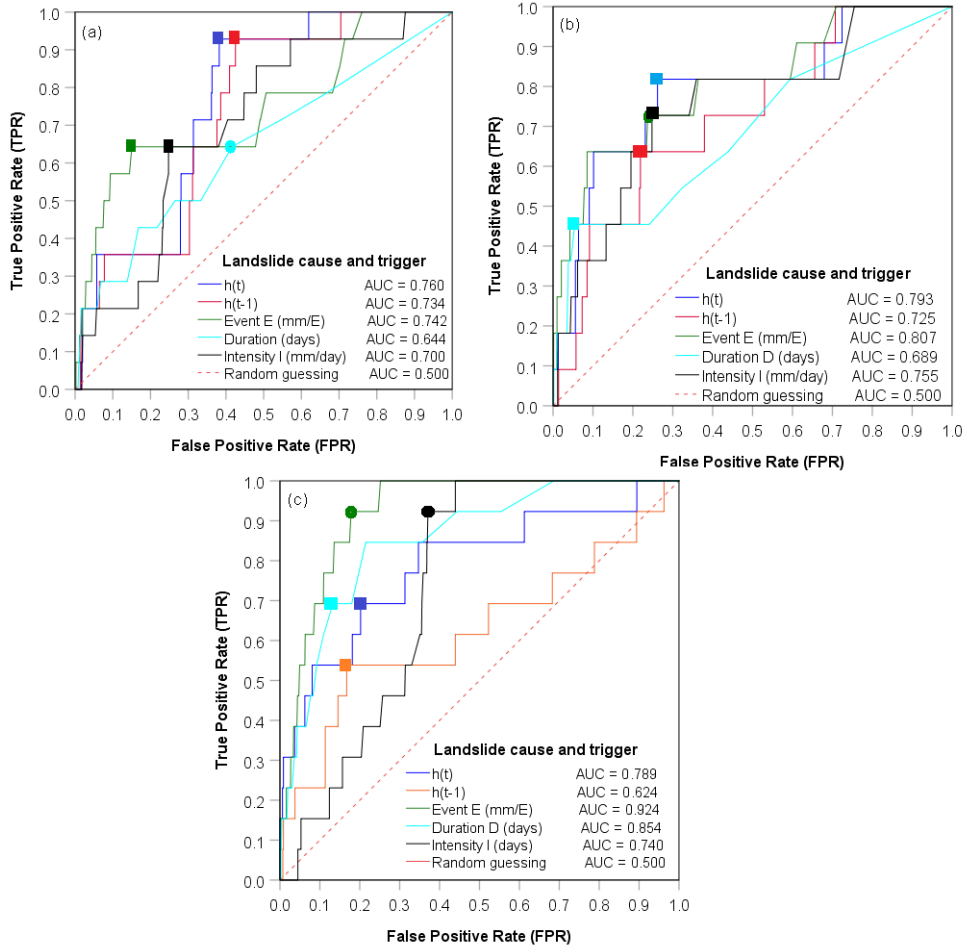 (a)
True Positive Rate (TPR)
1.0
0.9
0.8
0.7
0.6
0.5
0.4
0.3
0.2
0.1
0.0
Landslide cause and trigger
h(t) AUC = 0.760
h(t-1) AUC = 0.734
Event E (mm/E) AUC = 0.742
Duration (days) AUC = 0.644
Intensity I (mm/day) AUC = 0.700
Random guessing AUC = 0.500
0.0 0.1 0.2 0.3 0.4 0.5 0.6 0.7 0.8 0.9 1.0
False Positive Rate (FPR)
(b)
True Positive Rate (TPR)
1.0
0.9
0.8
0.7
0.6
0.5
0.4
0.3
0.2
0.1
0.0
Landslide cause and trigger
h(t) AUC = 0.793
h(t-1) AUC = 0.725
Event E (mm/E) AUC = 0.807
Duration D (days) AUC = 0.689
Intensity I (mm/day) AUC = 0.755
Random guessing AUC = 0.500
0.0 0.1 0.2 0.3 0.4 0.5 0.6 0.7 0.8 0.9 1.0
False Positive Rate (FPR)
(c)
True Positive Rate (TPR)
1.0
0.9
0.8
0.7
0.6
0.5
0.4
0.3
0.2
0.1
0.0
Landslide cause and trigger
h(t) AUC = 0.789
h(t-1) AUC = 0.624
Event E (mm/E) AUC = 0.924
Duration D (days) AUC = 0.854
Intensity I (days) AUC = 0.740
Random guessing AUC = 0.500
0.0 0.1 0.2 0.3 0.4 0.5 0.6 0.7 0.8 0.9 1.0
False Positive Rate (FPR)